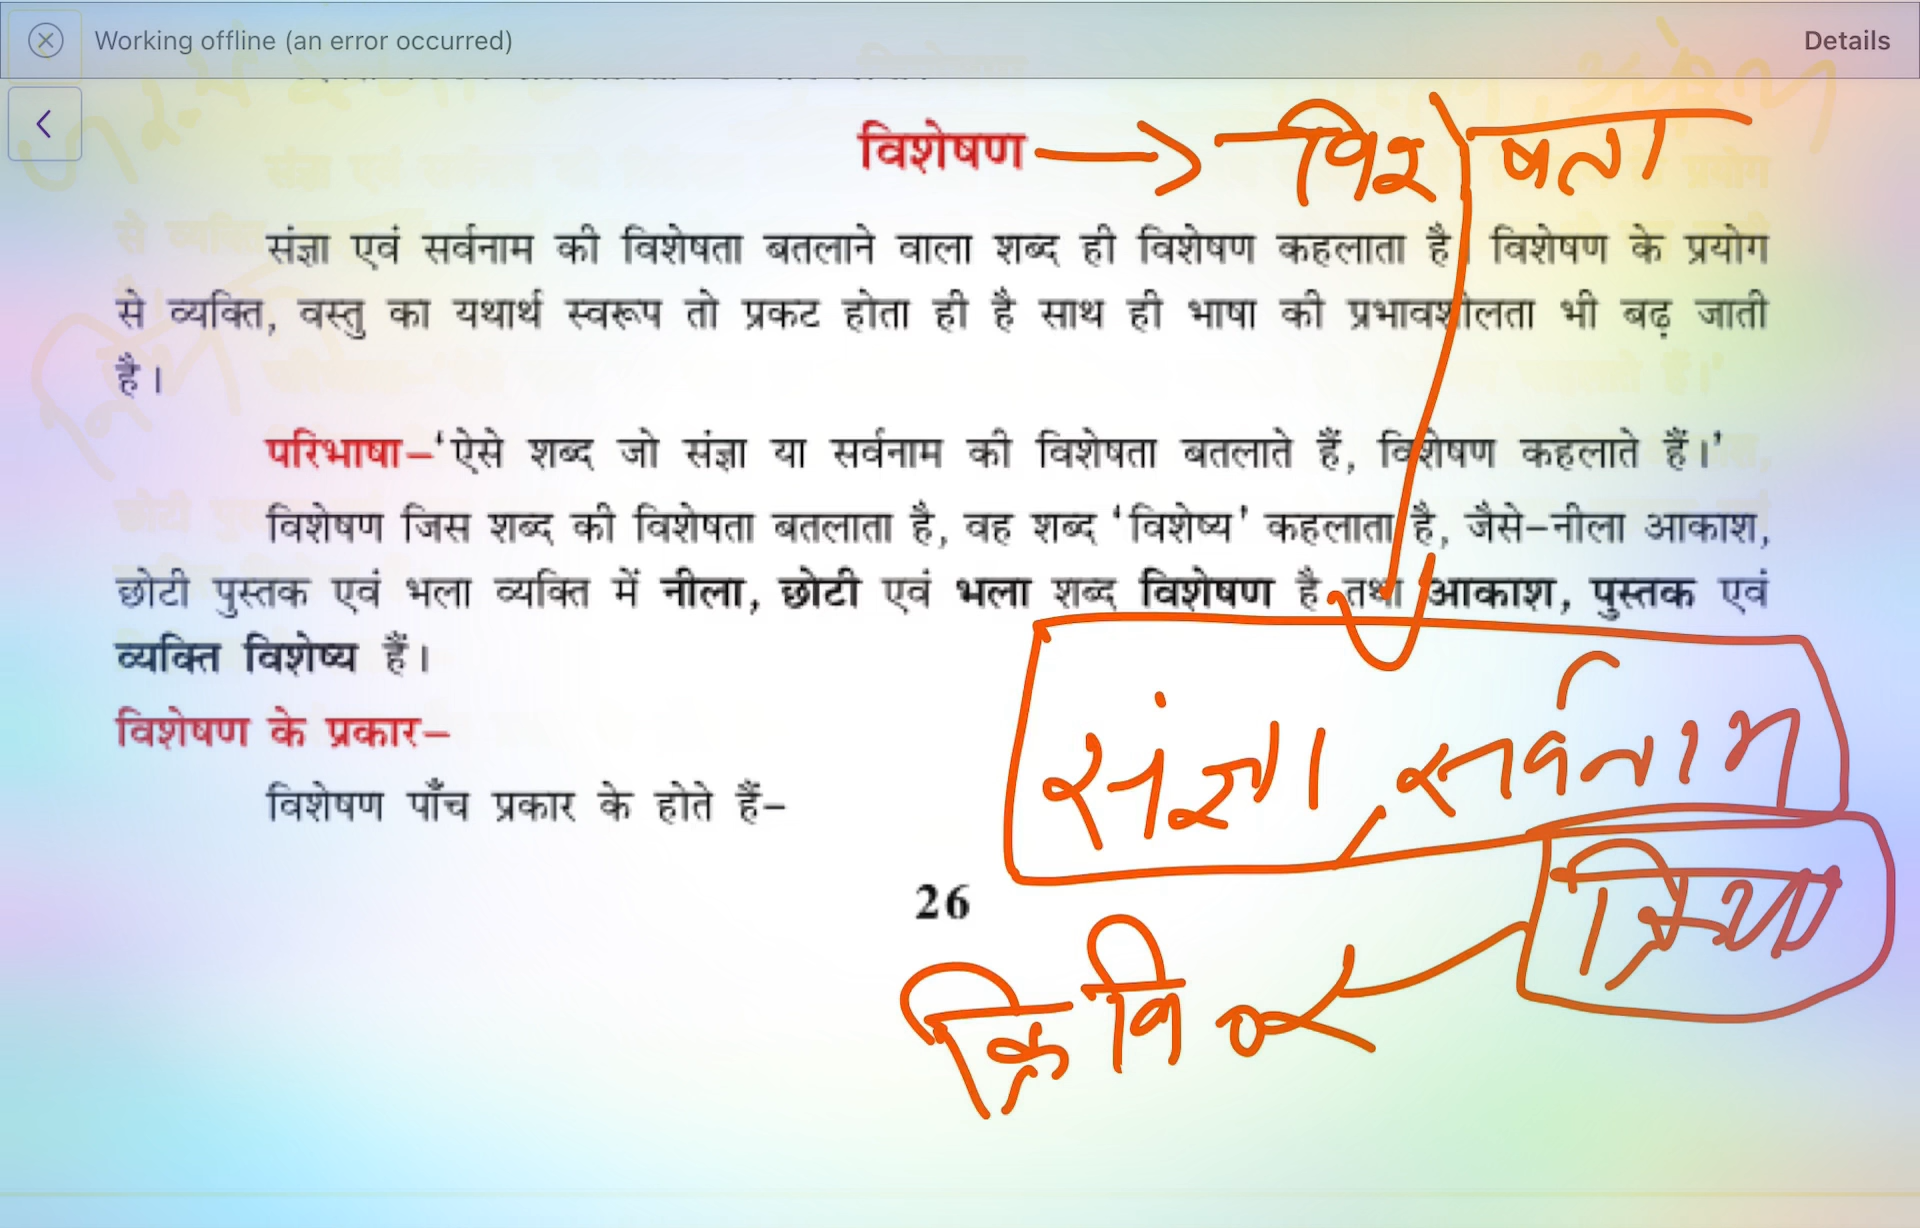 Working offline (an error occurred) Details
विशेषण → विशेषता
संज्ञा एवं सर्वनाम की विशेषता बतलाने वाला शब्द ही विशेषण कहलाता है। विशेषण के प्रयोग
से व्यक्ति, वस्तु का यथार्थ स्वरूप तो प्रकट होता ही है साथ ही भाषा की प्रभावशीलता भी बढ़ जाती
है।
परिभाषा–‘ऐसे शब्द जो संज्ञा या सर्वनाम की विशेषता बतलाते हैं, विशेषण कहलाते हैं।’
विशेषण जिस शब्द की विशेषता बतलाता है, वह शब्द ‘विशेष्य’ कहलाता है, जैसे–नीला आकाश,
छोटी पुस्तक एवं भला व्यक्ति में नीला, छोटी एवं भला शब्द विशेषण है तथा आकाश, पुस्तक एवं
व्यक्ति विशेष्य हैं।
विशेषण के प्रकार–
संज्ञा, सर्वनाम
विशेषण पाँच प्रकार के होते हैं–
क्रिया
26
क्रि वि०